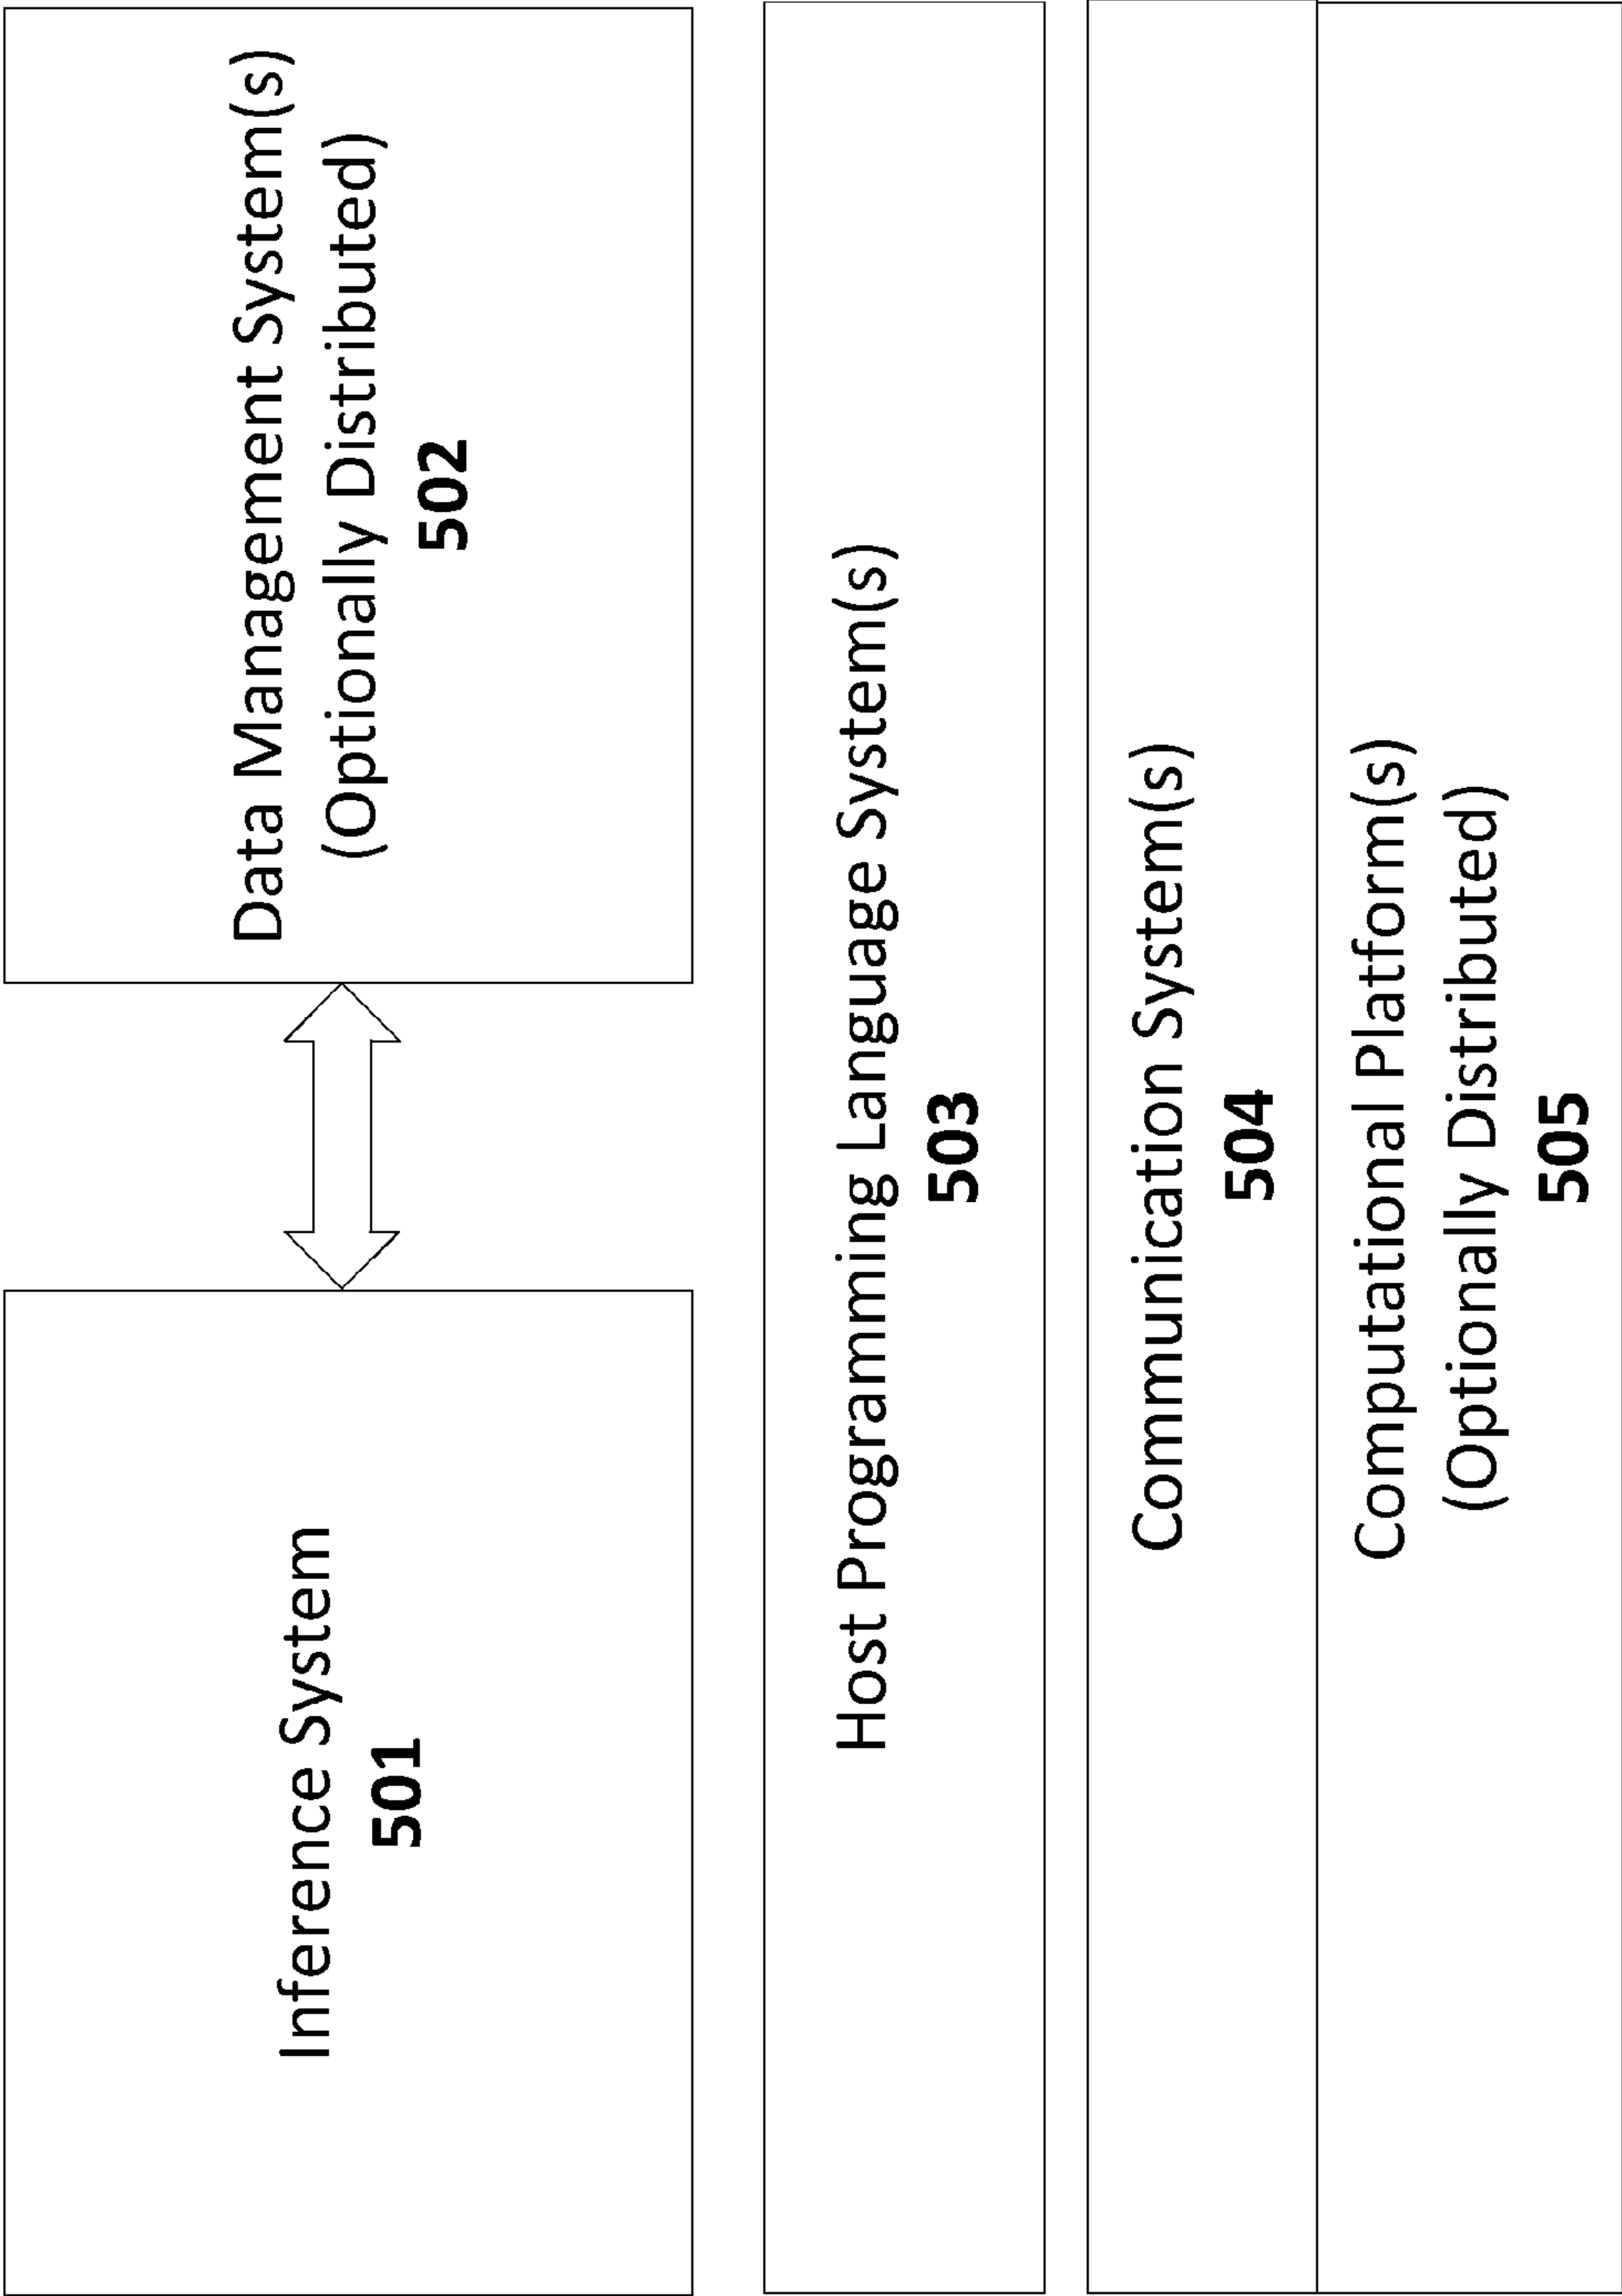 Inference System
501
Data Management System(s)
(Optionally Distributed)
502
Host Programming Language System(s)
503
Communication System(s)
504
Computational Platform(s)
(Optionally Distributed)
505